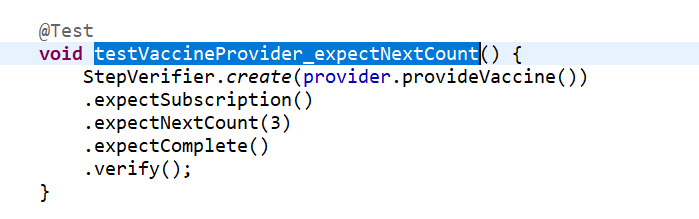 @Test
void testVaccineProvider_expectNextCount() {
StepVerifier.create(provider.provideVaccine())
.expectSubscription()
.expectNextCount(3)
.expectComplete()
.verify();
}